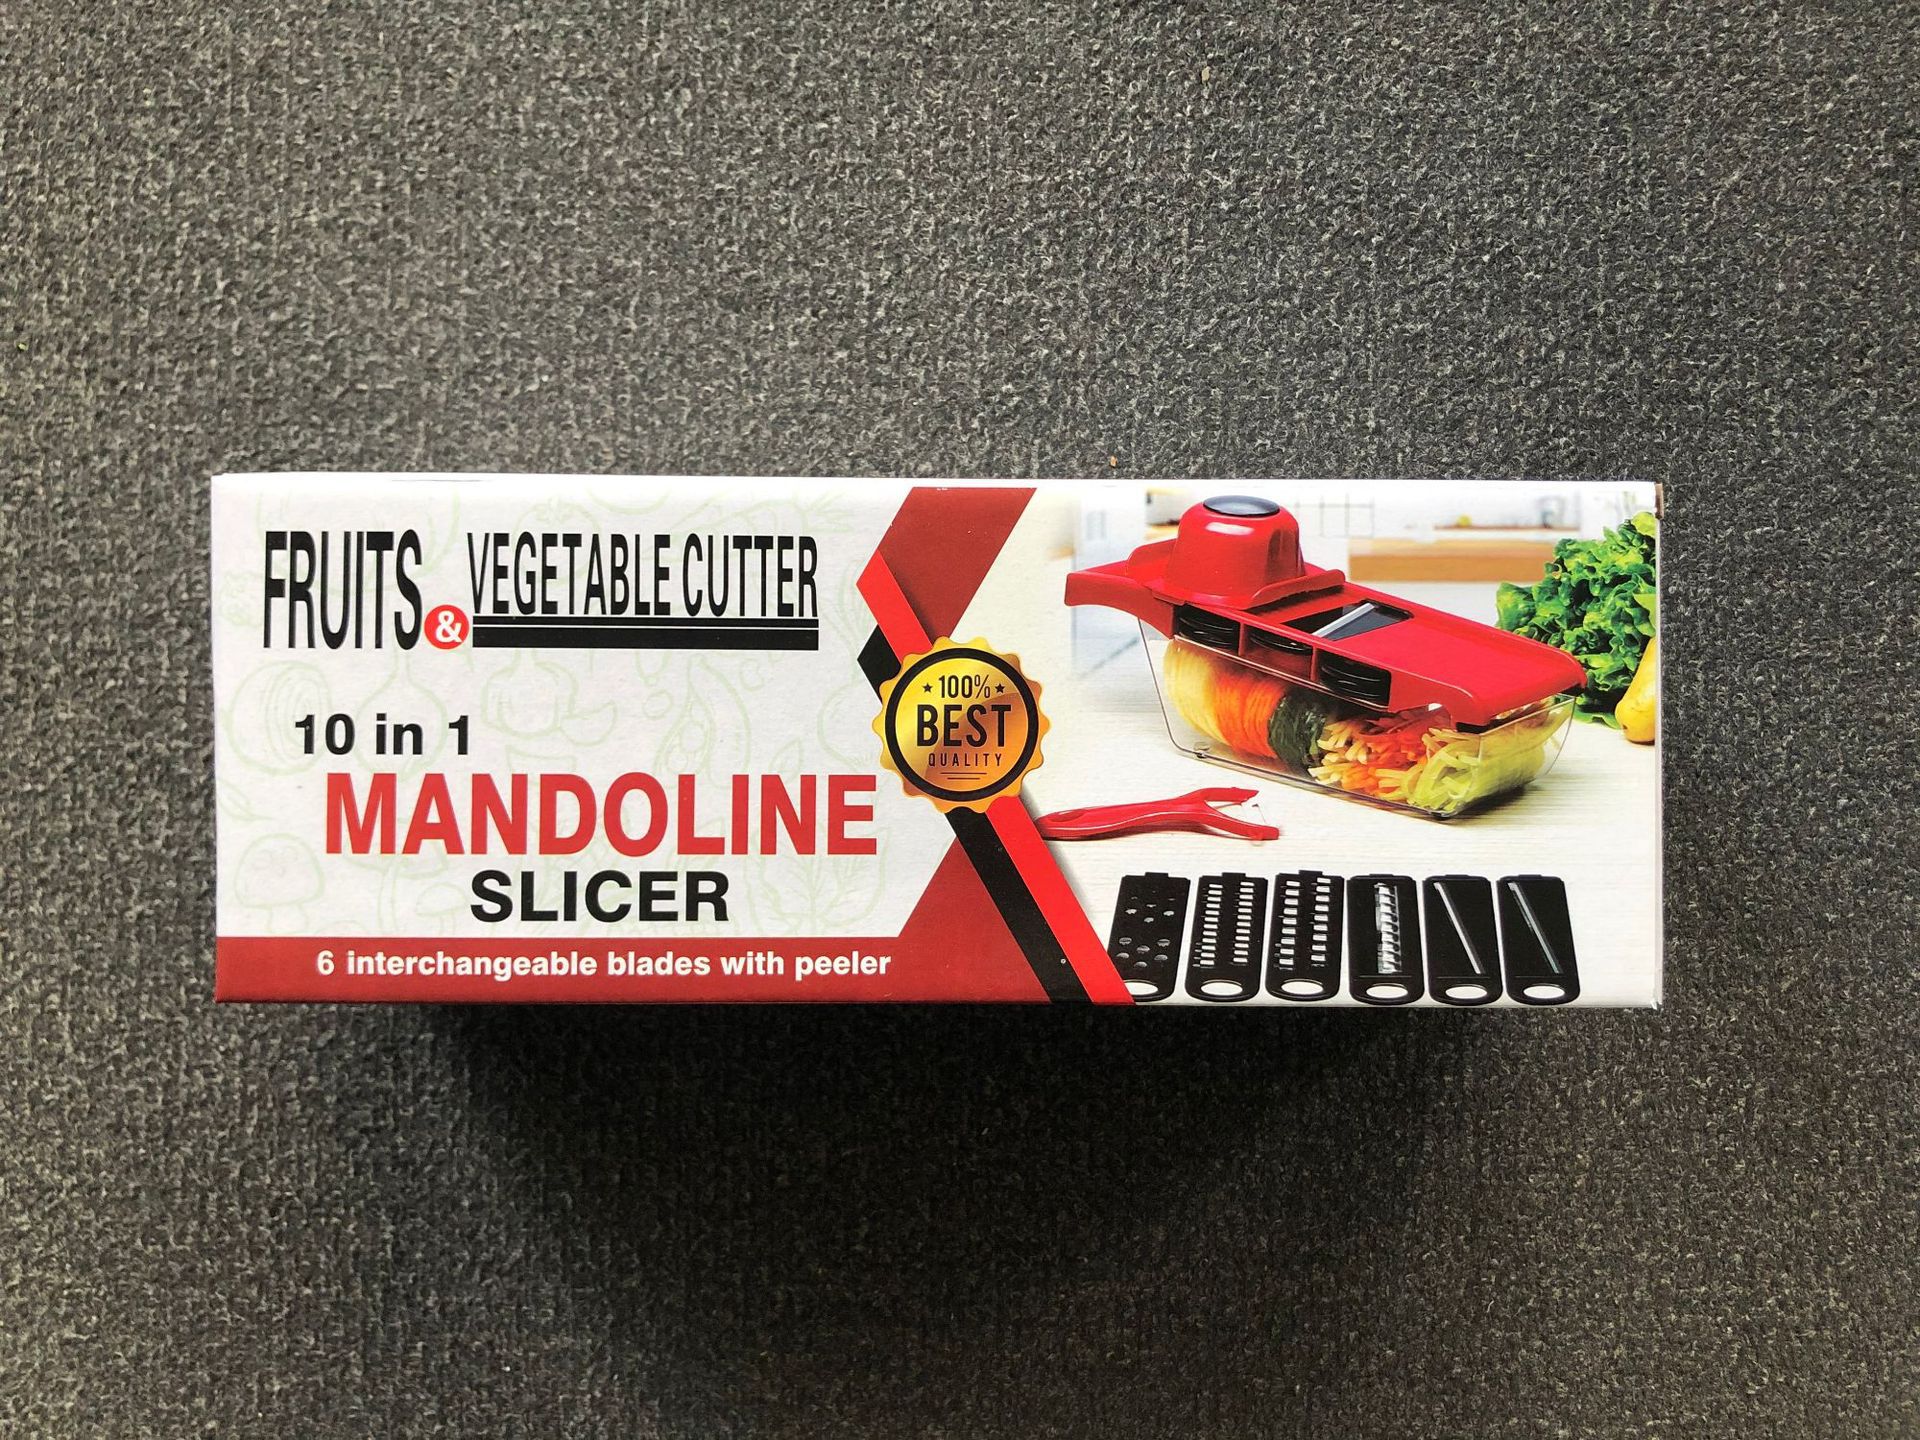 FRUITS & VEGETABLE CUTTER
10 in 1
MANDOLINE
SLICER
6 interchangeable blades with peeler
100%
BEST
QUALITY